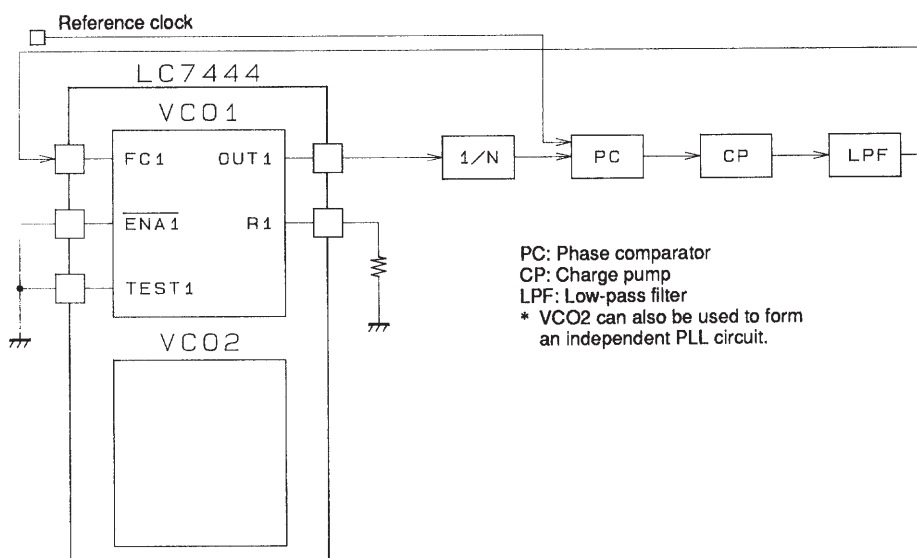 Reference clock
LC7444
VCO1
FC1
OUT1
1/N
PC
CP
LPF
ENA1
R1
TEST1
PC: Phase comparator
CP: Charge pump
LPF: Low-pass filter
* VCO2 can also be used to form
an independent PLL circuit.
VCO2